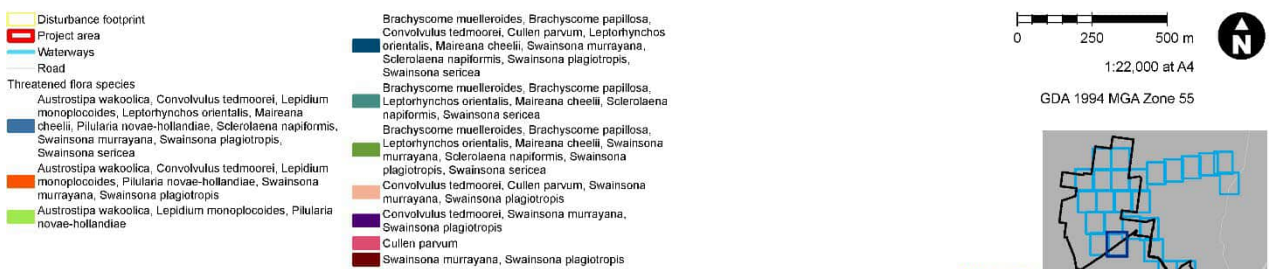 Disturbance footprint
Project area
Waterways
Road
Threatened flora species
Austrostipa wakoolica, Convolvulus tedmoorei, Lepidium
monoplocoides, Leptorhynchos orientalis, Maireana
cheelii, Pilularia novae-hollandiae, Sclerolaena napiformis,
Swainsona murrayana, Swainsona plagiotropis,
Swainsona sericea
Austrostipa wakoolica, Convolvulus tedmoorei, Lepidium
monoplocoides, Pilularia novae-hollandiae, Swainsona
murrayana, Swainsona plagiotropis
Austrostipa wakoolica, Lepidium monoplocoides, Pilularia
novae-hollandiae
Brachyscome muelleroides, Brachyscome papillosa,
Convolvulus tedmoorei, Cullen parvum, Leptorhynchos
orientalis, Maireana cheelii, Swainsona murrayana,
Sclerolaena napiformis, Swainsona plagiotropis,
Swainsona sericea
Brachyscome muelleroides, Brachyscome papillosa,
Leptorhynchos orientalis, Maireana cheelii, Sclerolaena
napiformis, Swainsona sericea
Brachyscome muelleroides, Brachyscome papillosa,
Leptorhynchos orientalis, Maireana cheelii, Swainsona
murrayana, Sclerolaena napiformis, Swainsona
plagiotropis, Swainsona sericea
Convolvulus tedmoorei, Cullen parvum, Swainsona
murrayana, Swainsona plagiotropis
Convolvulus tedmoorei, Swainsona murrayana,
Swainsona plagiotropis
Cullen parvum
Swainsona murrayana, Swainsona plagiotropis
0 250 500 m
N
1:22,000 at A4
GDA 1994 MGA Zone 55